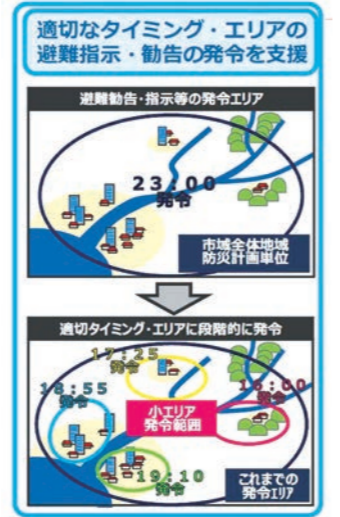 適切なタイミング・エリアの
避難指示・勧告の発令を支援
避難勧告・指示等の発令エリア
23:00
発令
市域全体地域
防災計画単位
適切タイミング・エリアに段階的に発令
17:25
発令
18:55
発令
16:00
発令
小エリア
発令範囲
19:10
発令
これまでの
発令エリア